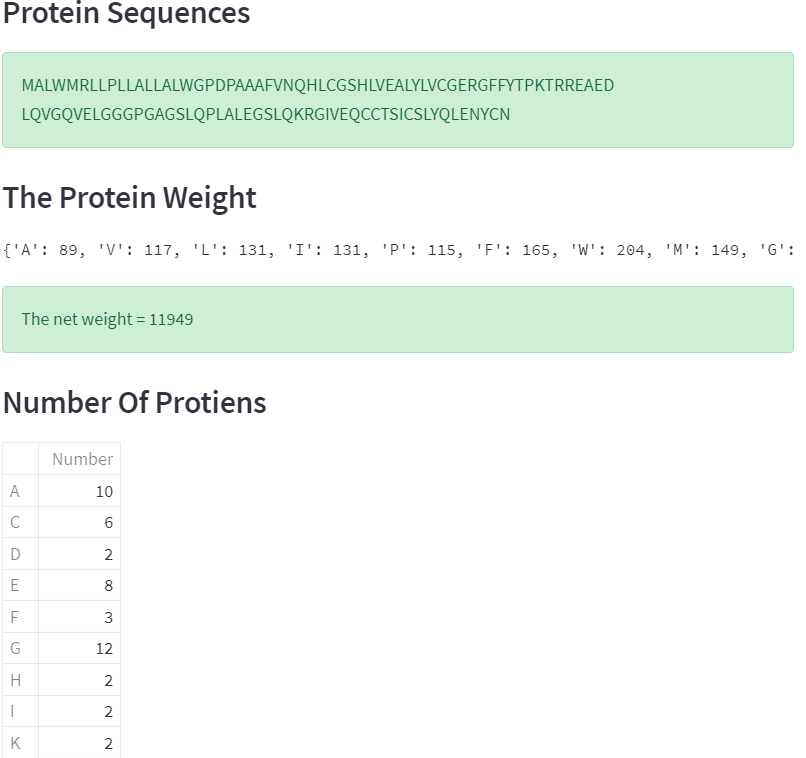 Protein Sequences
MALWMRLLPLLALLALWGPDPAAAFVNQHLCGSHLVEALYLVCGERGFFYTPKTRREAED
LQVGQVELGGGPGAGSLQPLALEGSLQKRGIVEQCCTSICSLYQLENYCN
The Protein Weight
{'A': 89, 'V': 117, 'L': 131, 'I': 131, 'P': 115, 'F': 165, 'W': 204, 'M': 149, 'G':
The net weight = 11949
Number Of Protiens
Number
A 10
C 6
D 2
E 8
F 3
G 12
H 2
I 2
K 2